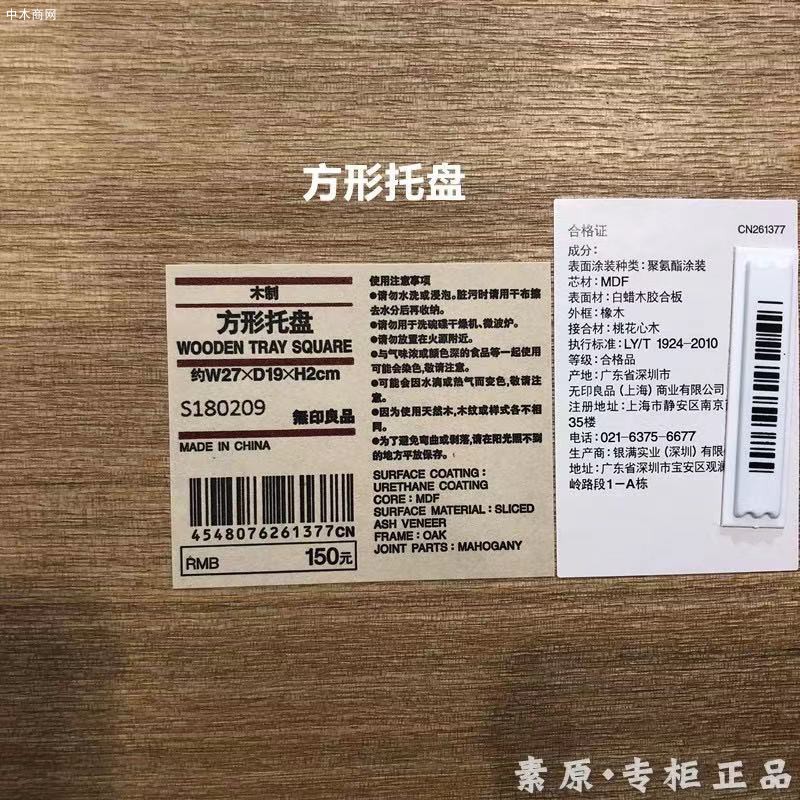 中木商网
方形托盘
木制
方形托盘
WOODEN TRAY SQUARE
约W27×D19×H2cm
S180209
無印良品
MADE IN CHINA
4548076261377CN
RMB 150元
使用注意事项
●请勿水洗或浸泡。脏污时请用干布擦
去水分后再收纳。
●请勿用于洗碗碟干燥机、微波炉。
●请勿放置在火源附近。
●与气味浓或颜色深的食品等一起使用
可能会染色,敬请注意。
●可能会因水滴或热气而变色,敬请注
意。
●因为使用天然木,木纹或样式各不相
同。
●为了避免弯曲或剥落,请在阳光照不到
的地方平放保存。
SURFACE COATING:
URETHANE COATING
CORE: MDF
SURFACE MATERIAL: SLICED
ASH VENEER
FRAME: OAK
JOINT PARTS: MAHOGANY
合格证 CN261377
成分:
表面涂装种类:聚氨酯涂装
芯材:MDF
表面材:白蜡木胶合板
外框:橡木
接合材:桃花心木
执行标准:LY/T 1924-2010
等级:合格品
产地:广东省深圳市
无印良品(上海)商业有限公司
注册地址:上海市静安区南京
35楼
电话:021-6375-6677
生产商:银满实业(深圳)有限
地址:广东省深圳市宝安区观
岭路段1-A栋
素原·专柜正品